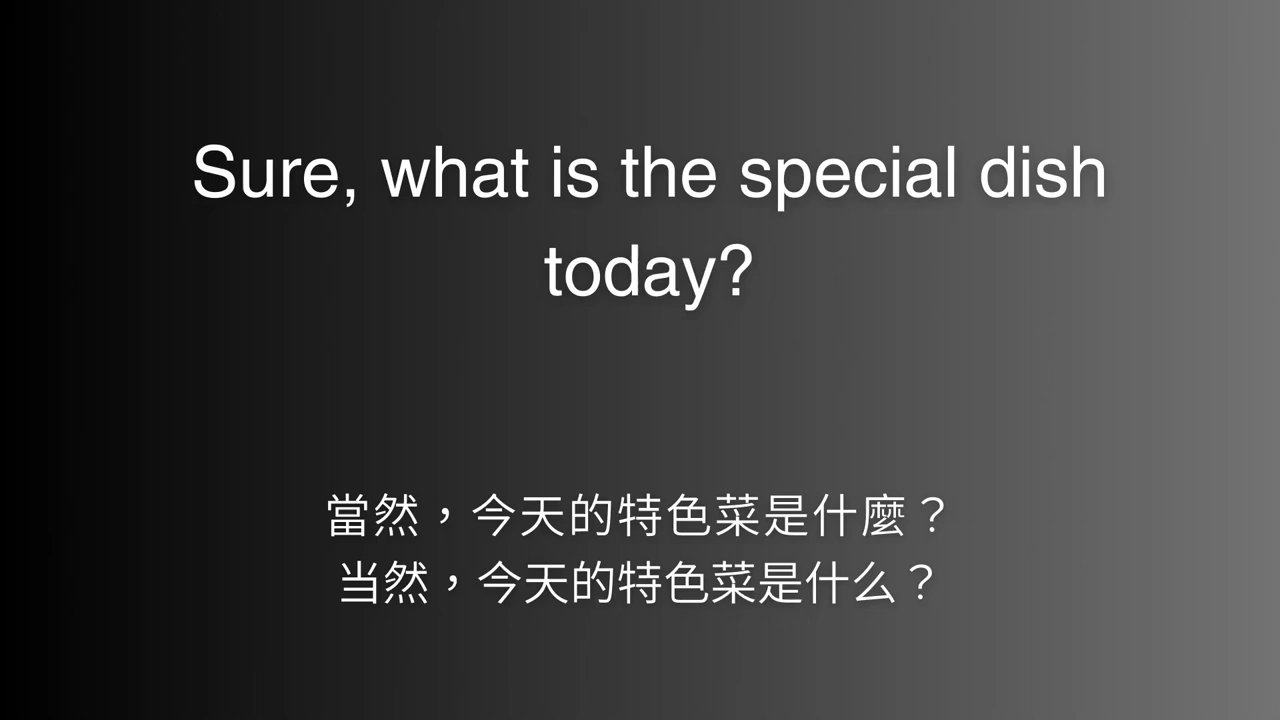 Sure, what is the special dish
today?
當然，今天的特色菜是什麼？
当然，今天的特色菜是什么？